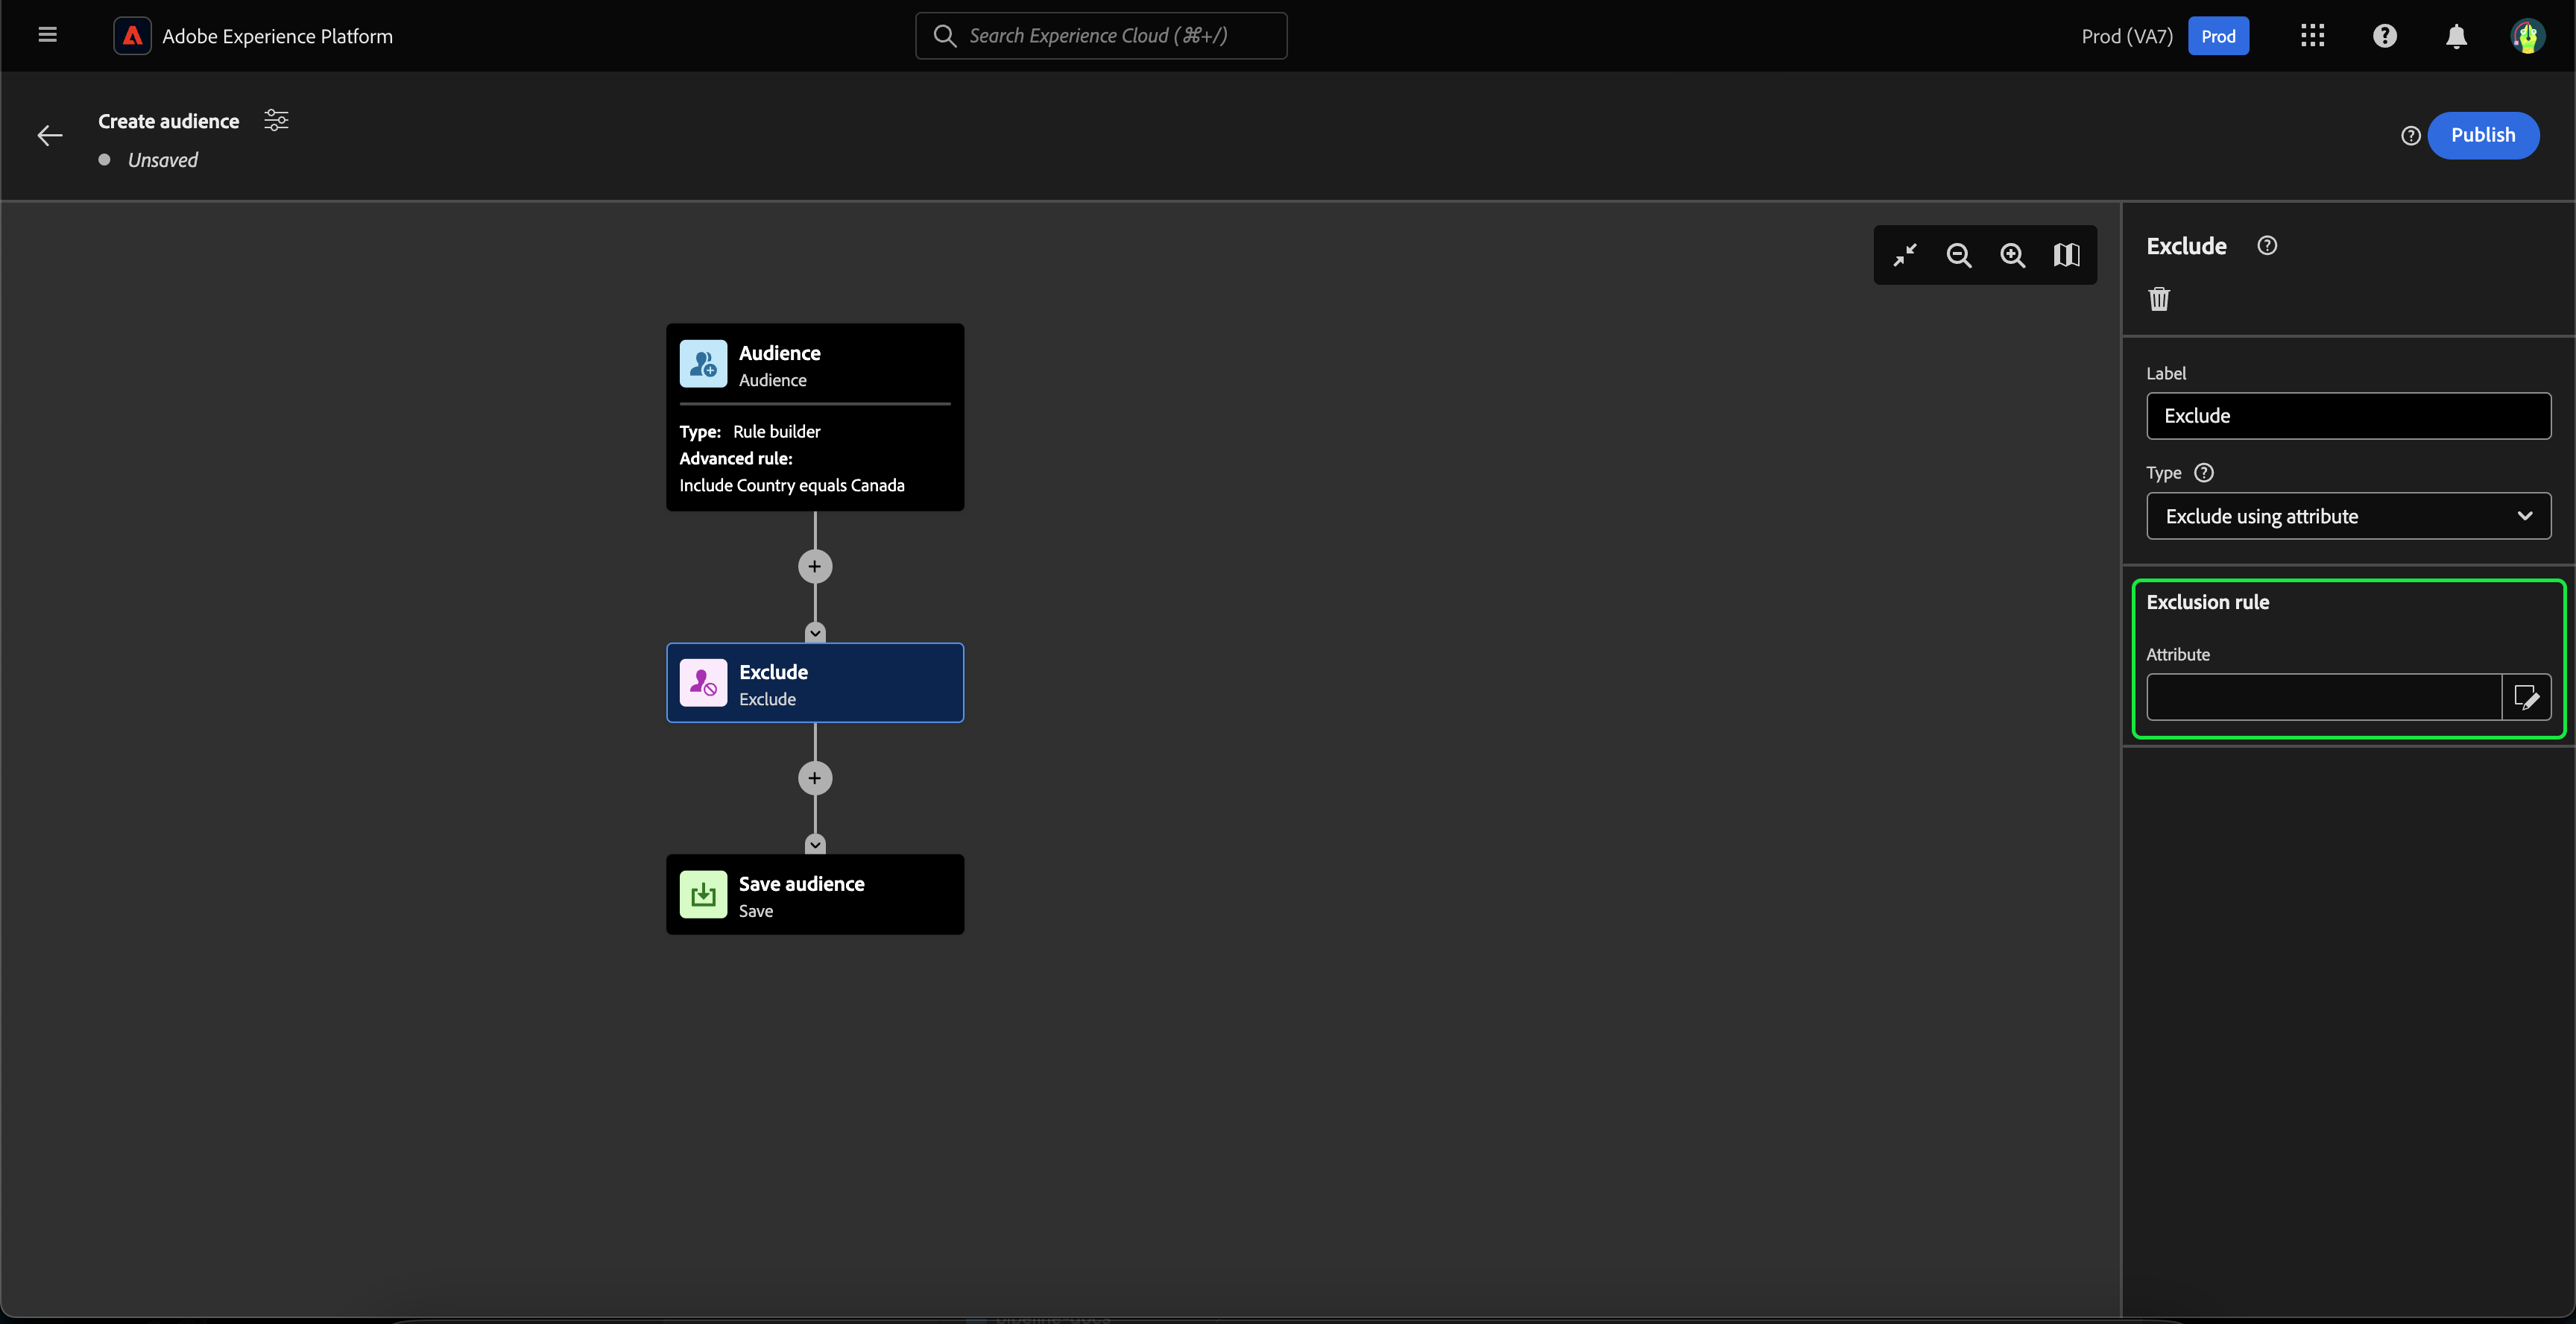 Adobe Experience Platform
Search Experience Cloud (⌘+/)
Prod (VA7)
Prod
Create audience
Unsaved
Publish
Audience
Audience
Type: Rule builder
Advanced rule:
Include Country equals Canada
Exclude
Exclude
Save audience
Save
Exclude
Label
Exclude
Type
Exclude using attribute
Exclusion rule
Attribute